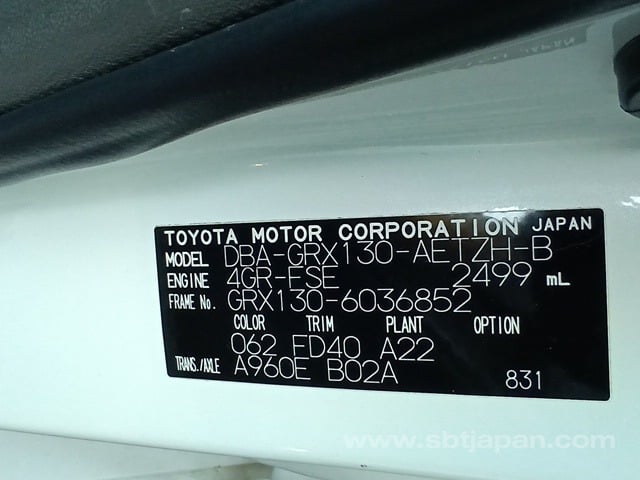 TOYOTA MOTOR CORPORATION JAPAN
MODEL DBA-GRX130-AETZH-B
ENGINE 4GR-FSE 2499 mL
FRAME No. GRX130-6036852
COLOR TRIM PLANT OPTION
062 FD40 A22
TRANS./AXLE A960E B02A
831
www.sbtjapan.com